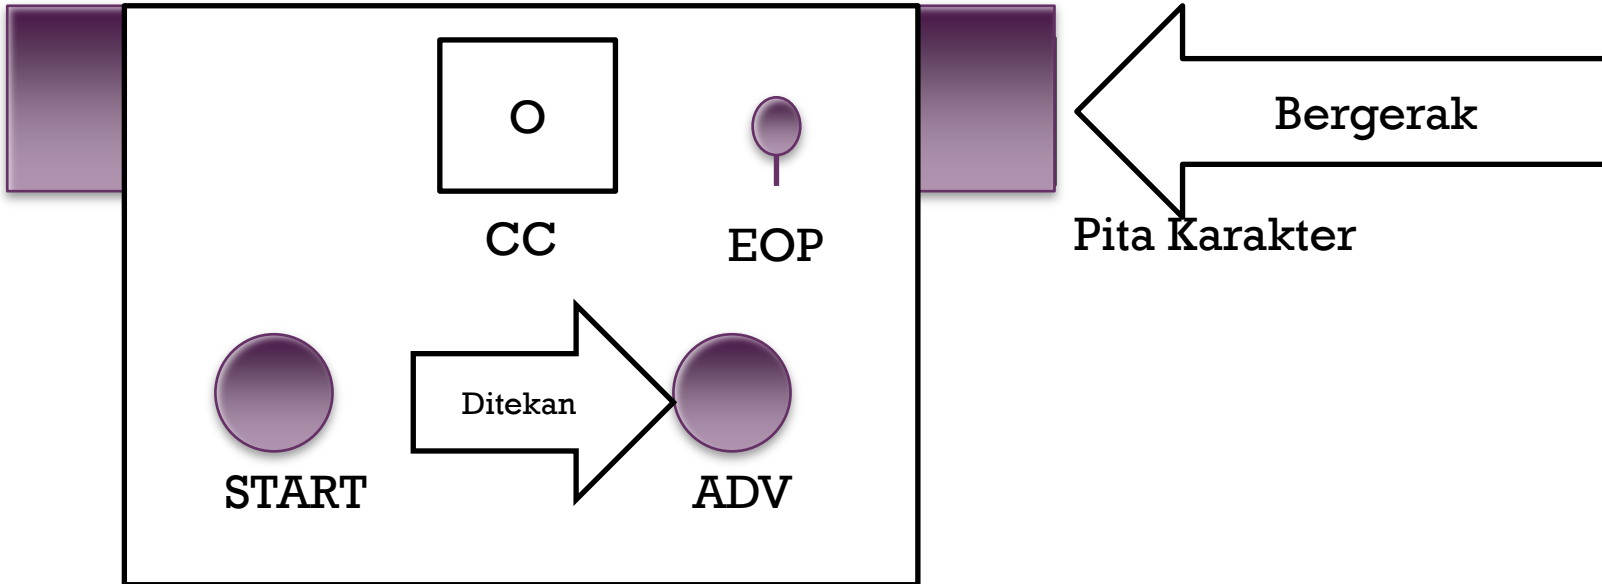 O
Bergerak
CC
EOP
Pita Karakter
Ditekan
START
ADV